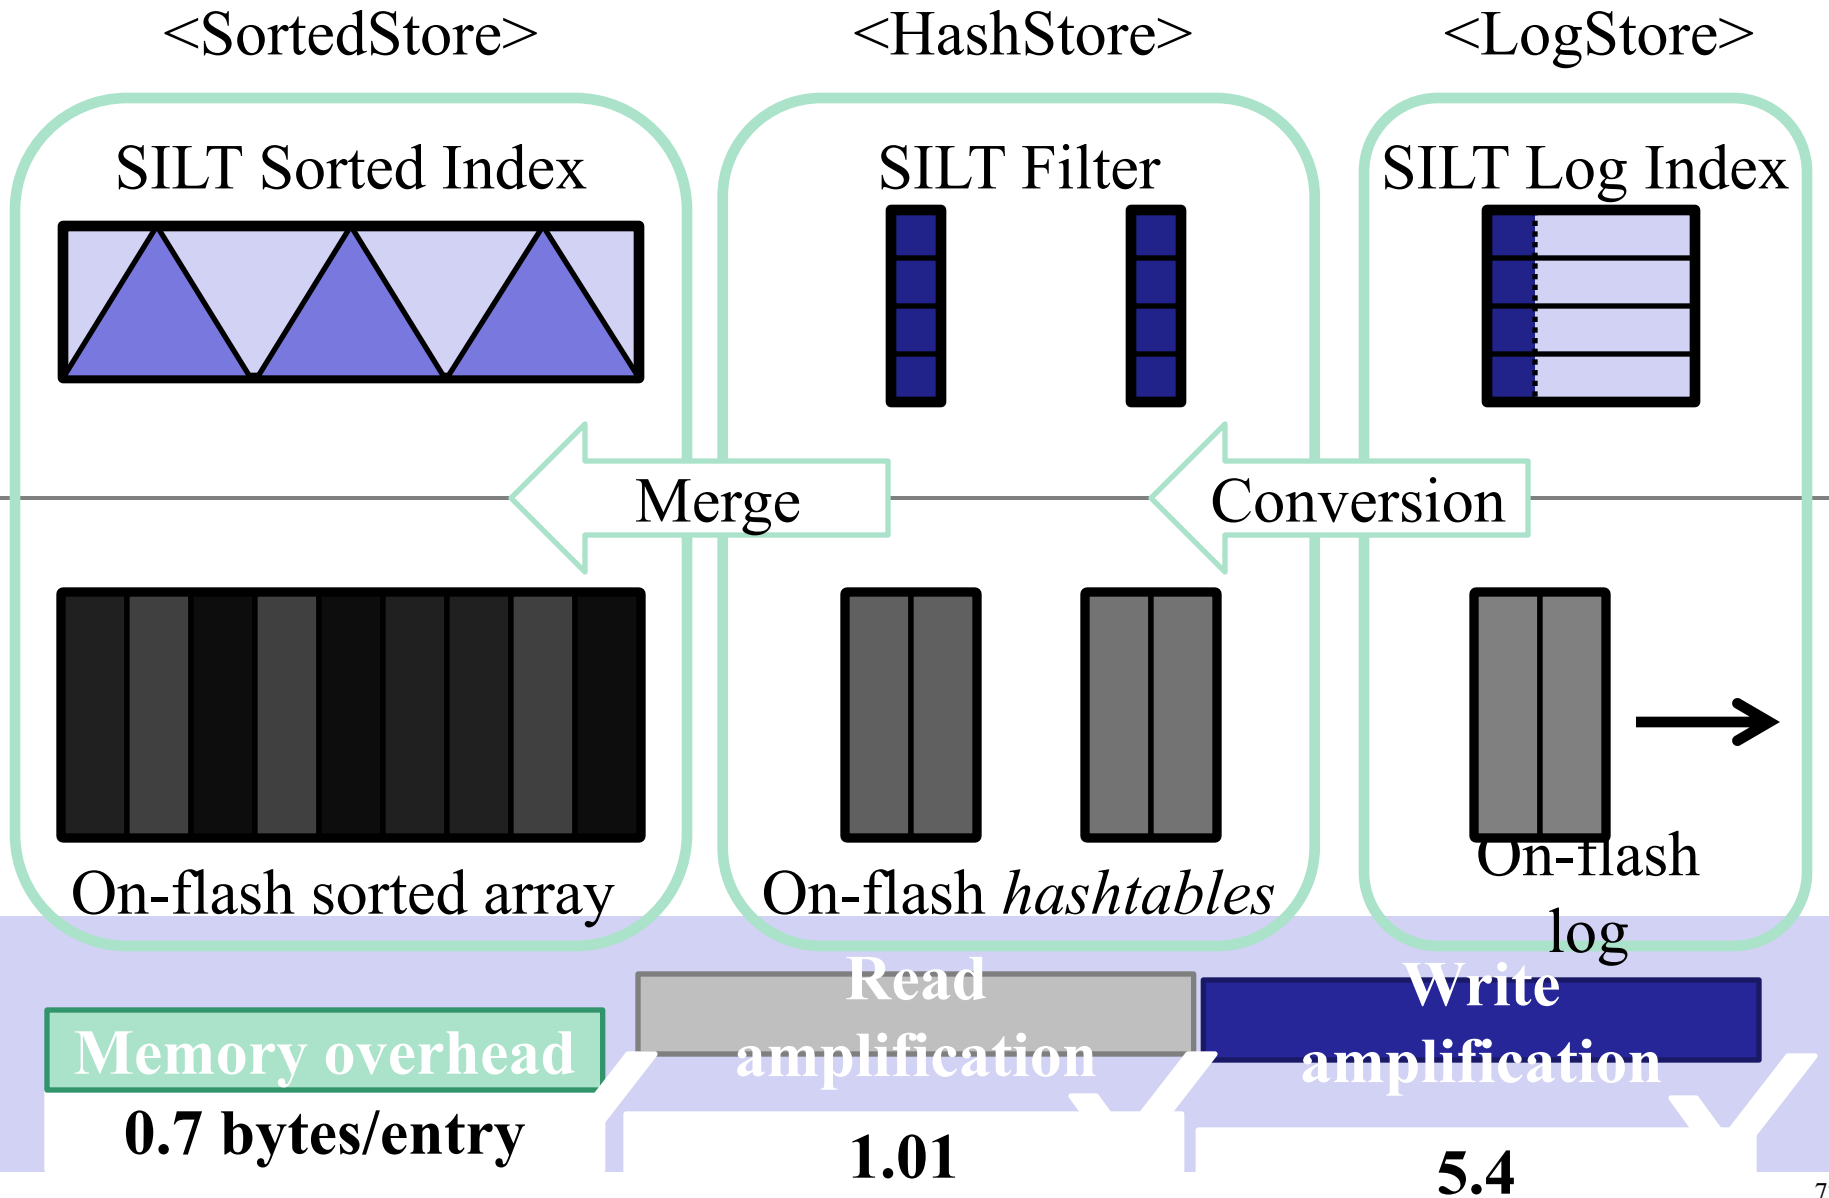 <SortedStore>
<HashStore>
<LogStore>
SILT Sorted Index
SILT Filter
SILT Log Index
Merge
Conversion
On-flash sorted array
On-flash hashtables
On-flash
log
Memory overhead
0.7 bytes/entry
Read
amplification
1.01
Write
amplification
5.4
7